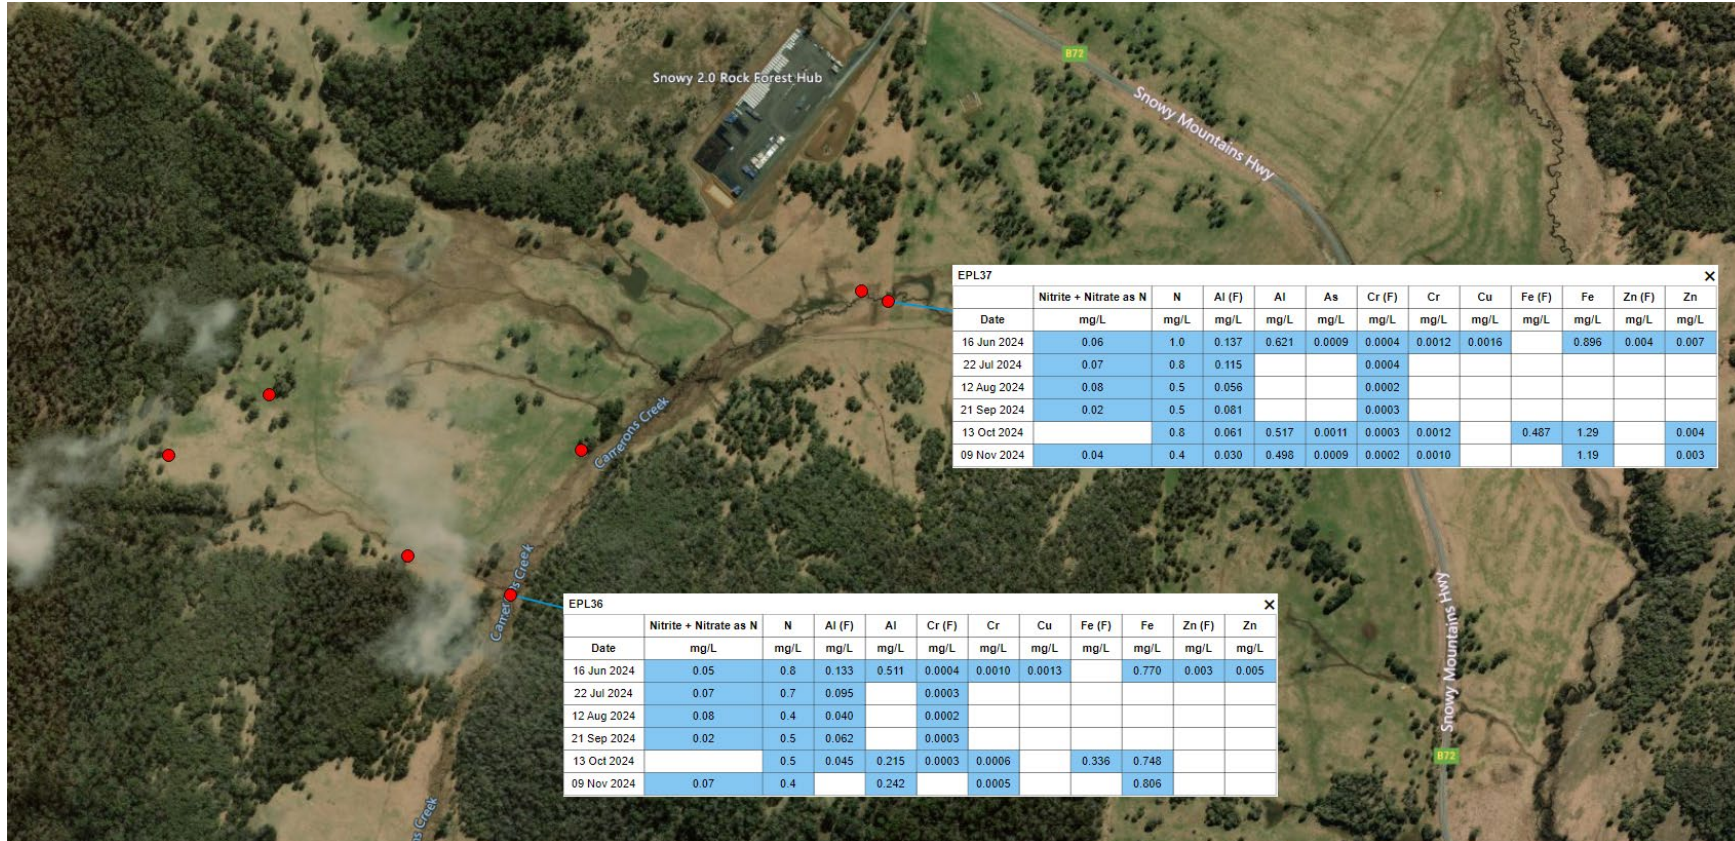 B72
Snowy 2.0 Rock Forest Hub
Snowy Mountains Hwy
EPL37 ×
Nitrite + Nitrate as N N Al (F) Al As Cr (F) Cr Cu Fe (F) Fe Zn (F) Zn
Date mg/L mg/L mg/L mg/L mg/L mg/L mg/L mg/L mg/L mg/L mg/L mg/L
16 Jun 2024 0.06 1.0 0.137 0.621 0.0009 0.0004 0.0012 0.0016 0.896 0.004 0.007
22 Jul 2024 0.07 0.8 0.115 0.0004
12 Aug 2024 0.08 0.5 0.056 0.0002
21 Sep 2024 0.02 0.5 0.081 0.0003
13 Oct 2024 0.8 0.061 0.517 0.0011 0.0003 0.0012 0.487 1.29 0.004
09 Nov 2024 0.04 0.4 0.030 0.498 0.0009 0.0002 0.0010 1.19 0.003
Camerons Creek
Camerons Creek
EPL36 ×
Nitrite + Nitrate as N N Al (F) Al Cr (F) Cr Cu Fe (F) Fe Zn (F) Zn
Date mg/L mg/L mg/L mg/L mg/L mg/L mg/L mg/L mg/L mg/L mg/L
16 Jun 2024 0.05 0.8 0.133 0.511 0.0004 0.0010 0.0013 0.770 0.003 0.005
22 Jul 2024 0.07 0.7 0.095 0.0003
12 Aug 2024 0.08 0.4 0.040 0.0002
21 Sep 2024 0.02 0.5 0.062 0.0003
13 Oct 2024 0.5 0.045 0.215 0.0003 0.0006 0.336 0.748
09 Nov 2024 0.07 0.4 0.242 0.0005 0.806
Snowy Mountains Hwy
B72
ns Creek